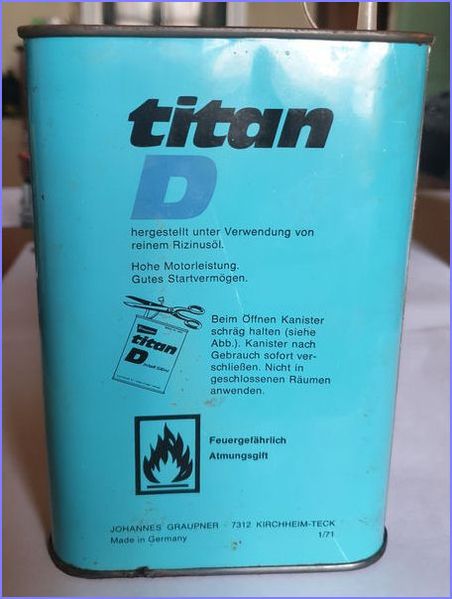 titan
D
hergestellt unter Verwendung von
reinem Rizinusöl.
Hohe Motorleistung.
Gutes Startvermögen.
titan
D
Beim Öffnen Kanister
schräg halten (siehe
Abb.). Kanister nach
Gebrauch sofort ver-
schließen. Nicht in
geschlossenen Räumen
anwenden.
Feuergefährlich
Atmungsgift
JOHANNES GRAUPNER · 7312 KIRCHHEIM-TECK
Made in Germany 1/71